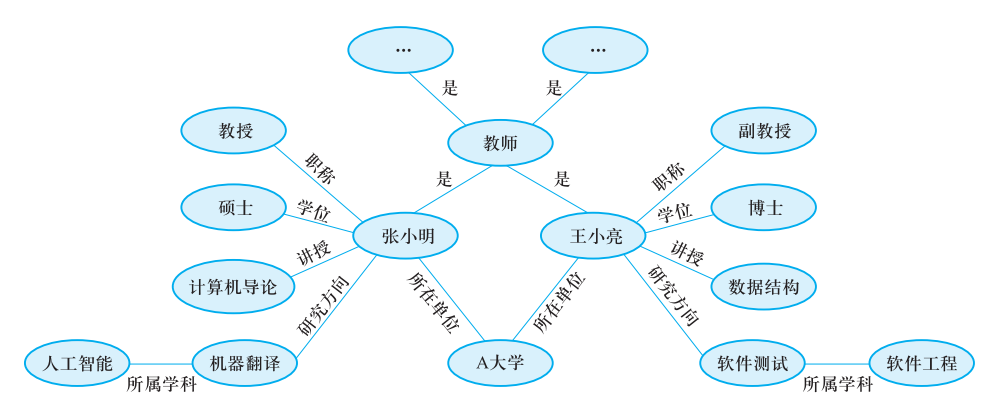 …
…
是
是
教授
教师
副教授
职称
是
是
职称
硕士
学位
学位
博士
张小明
王小亮
讲授
讲授
计算机导论
研究方向
所在单位
所在单位
研究方向
数据结构
人工智能
机器翻译
A大学
软件测试
软件工程
所属学科
所属学科